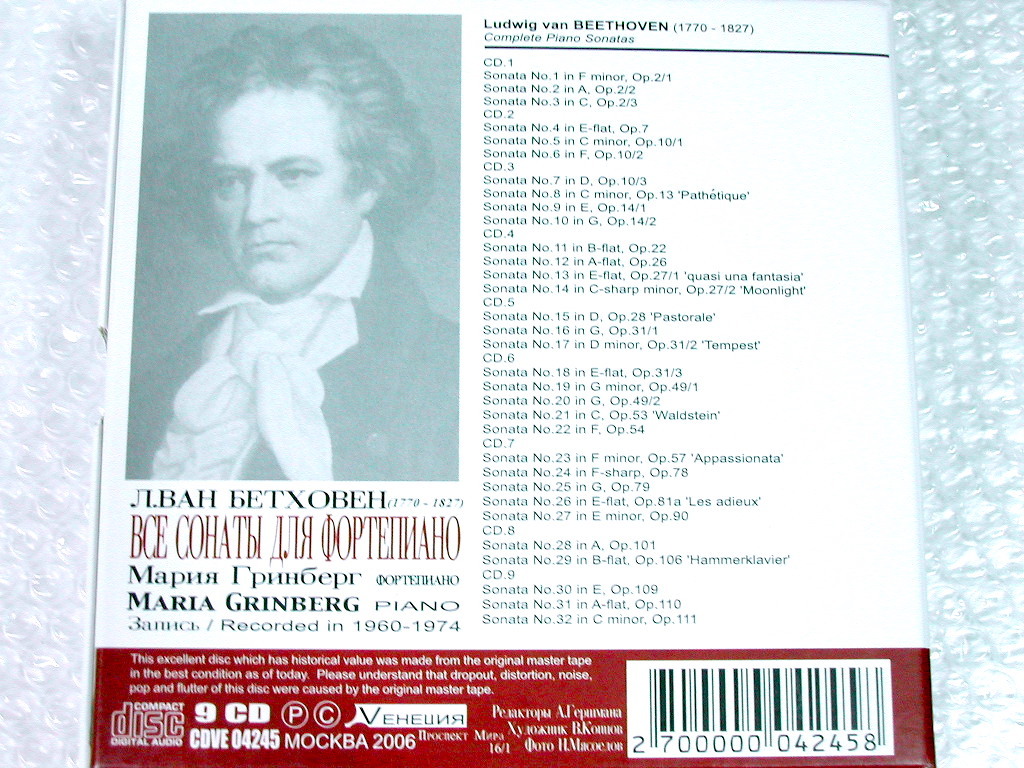 Ludwig van BEETHOVEN (1770 - 1827)
Complete Piano Sonatas
CD.1
Sonata No.1 in F minor, Op.2/1
Sonata No.2 in A, Op.2/2
Sonata No.3 in C, Op.2/3
CD.2
Sonata No.4 in E-flat, Op.7
Sonata No.5 in C minor, Op.10/1
Sonata No.6 in F, Op.10/2
CD.3
Sonata No.7 in D, Op.10/3
Sonata No.8 in C minor, Op.13 'Pathêtique'
Sonata No.9 in E, Op.14/1
Sonata No.10 in G, Op.14/2
CD.4
Sonata No.11 in B-flat, Op.22
Sonata No.12 in A-flat, Op.26
Sonata No.13 in E-flat, Op.27/1 'quasi una fantasia'
Sonata No.14 in C-sharp minor, Op.27/2 'Moonlight'
CD.5
Sonata No.15 in D, Op.28 'Pastorale'
Sonata No.16 in G, Op.31/1
Sonata No.17 in D minor, Op.31/2 'Tempest'
CD.6
Sonata No.18 in E-flat, Op.31/3
Sonata No.19 in G minor, Op.49/1
Sonata No.20 in G, Op.49/2
Sonata No.21 in C, Op.53 'Waldstein'
Sonata No.22 in F, Op.54
CD.7
Sonata No.23 in F minor, Op.57 'Appassionata'
Sonata No.24 in F-sharp, Op.78
Sonata No.25 in G, Op.79
Sonata No.26 in E-flat, Op.81a 'Les adieux'
Sonata No.27 in E minor, Op.90
CD.8
Sonata No.28 in A, Op.101
Sonata No.29 in B-flat, Op.106 'Hammerklavier'
CD.9
Sonata No.30 in E, Op.109
Sonata No.31 in A-flat, Op.110
Sonata No.32 in C minor, Op.111
Л.ВАН БЕТХОВЕН (1770 - 1827)
ВСЕ СОНАТЫ ДЛЯ ФОРТЕПИАНО
Мария Гринберг ФОРТЕПИАНО
MARIA GRINBERG PIANO
Запись / Recorded in 1960-1974
This excellent disc which has historical value was made from the original master tape
in the best condition as of today. Please understand that dropout, distortion, noise,
pop and flutter of this disc were caused by the original master tape.
COMPACT
disc
DIGITAL AUDIO
9 CD Ⓟ Ⓒ ВЕНЕЦИЯ
CDVE 04245 МОСКВА 2006
Проспект Мира
16/1
Редакторы А.Гершмана
Художник В.Копцов
Фото Н.Мясоедов
2 700000 042458